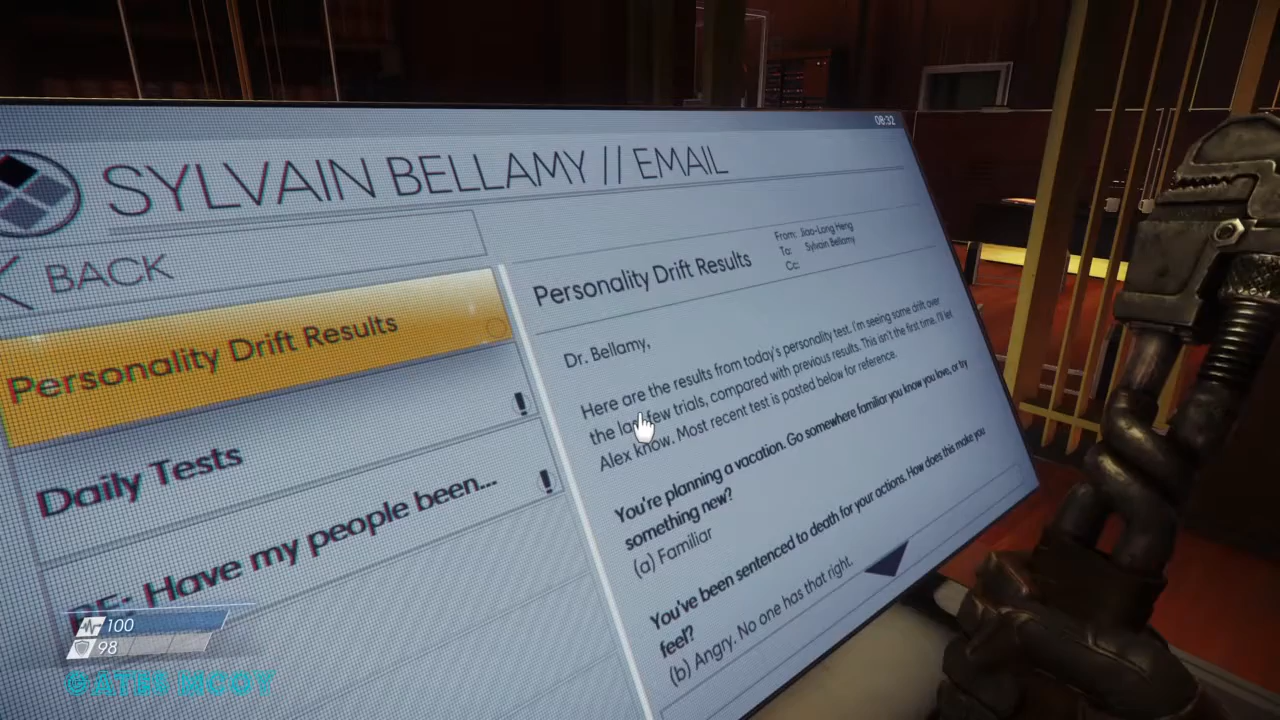 08:32
SYLVAIN BELLAMY // EMAIL
BACK
Personality Drift Results
Daily Tests
RE: Have my people been...
Personality Drift Results
From: Jiao-Long Heng
To: Sylvain Bellamy
Cc:
Dr. Bellamy,
Here are the results from today's personality test. I'm seeing some drift over
the last few trials, compared with previous results. This isn't the first time. I'll let
Alex know. Most recent test is pasted below for reference.
You're planning a vacation. Go somewhere familiar you know you love, or try
something new?
(a) Familiar
You've been sentenced to death for your actions. How does this make you
feel?
(b) Angry. No one has that right.
100
98
@ATES MCOY